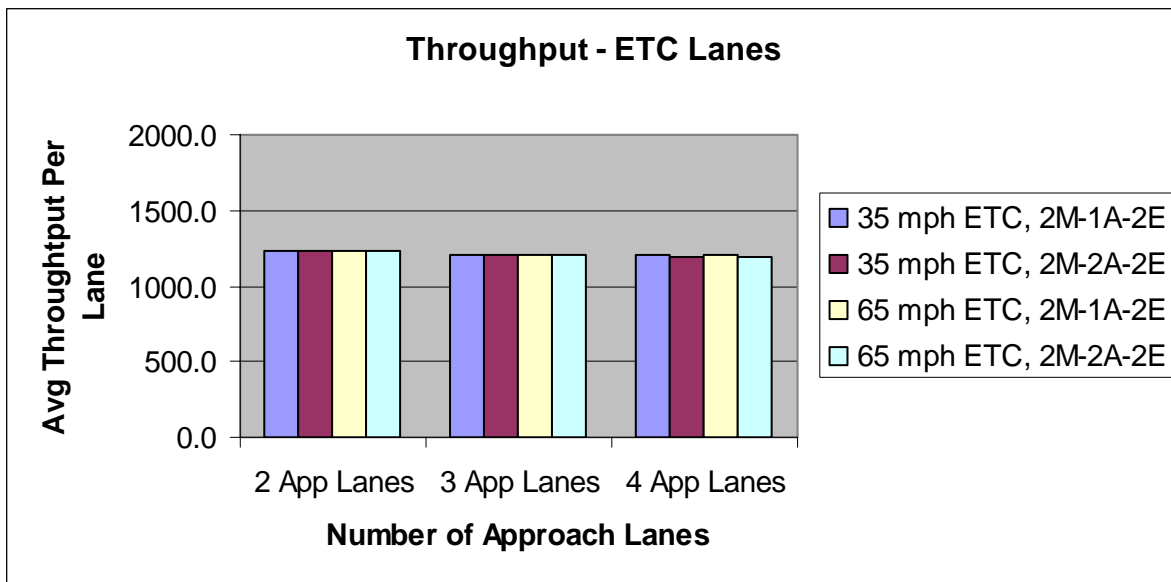 Throughput - ETC Lanes
Avg Throughtput Per
Lane
2000.0
1500.0
1000.0
500.0
0.0
2 App Lanes
3 App Lanes
4 App Lanes
Number of Approach Lanes
35 mph ETC, 2M-1A-2E
35 mph ETC, 2M-2A-2E
65 mph ETC, 2M-1A-2E
65 mph ETC, 2M-2A-2E